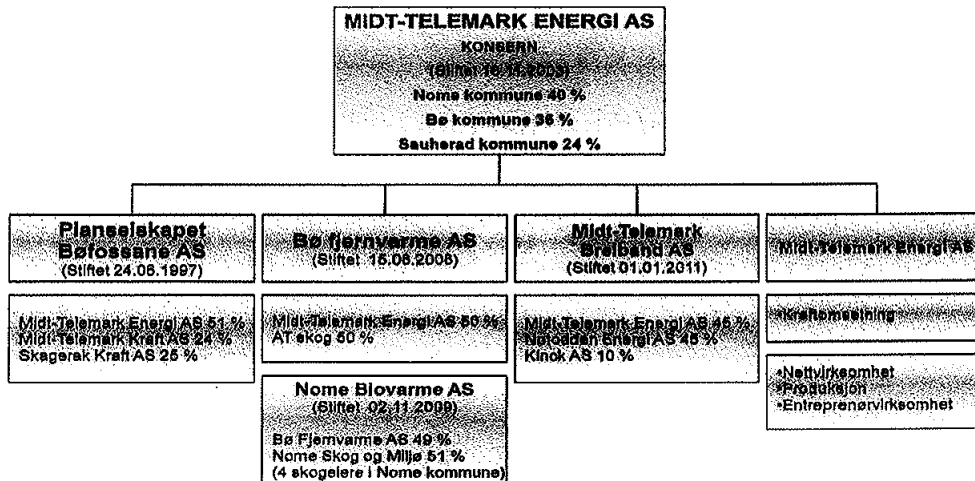 MIDT-TELEMARK ENERGI AS
KONSERN
(Stiftet
Nome kommune 40 %
Bø kommune 36 %
Sauherad kommune 24 %
Planselskapet
Bøfossane AS
(Stiftet 24.06.1997)
Midt-Telemark Energi AS 51 %
Midt-Telemark Kraft AS 24 %
Skagerak Kraft AS 25 %
Bø fjernvarme AS
(Stiftet 15.06.2006)
Midt-Telemark Energi AS 50 %
AT skog 50 %
Nome Biovarme AS
(Stiftet 02.11.2009)
Bø Fjernvarme AS 49 %
Nome Skog og Miljø 51 %
(4 skogeiere i Nome kommune)
Midt-Telemark
Breiband AS
(Stiftet 01.01.2011)
Midt-Telemark Energi AS 45 %
Notodden Energi AS 45 %
Kinok AS 10 %
Midt-Telemark Energi AS
•Kraftomsetning
•Nettvirksomhet
•Produksjon
•Entreprenørvirksomhet